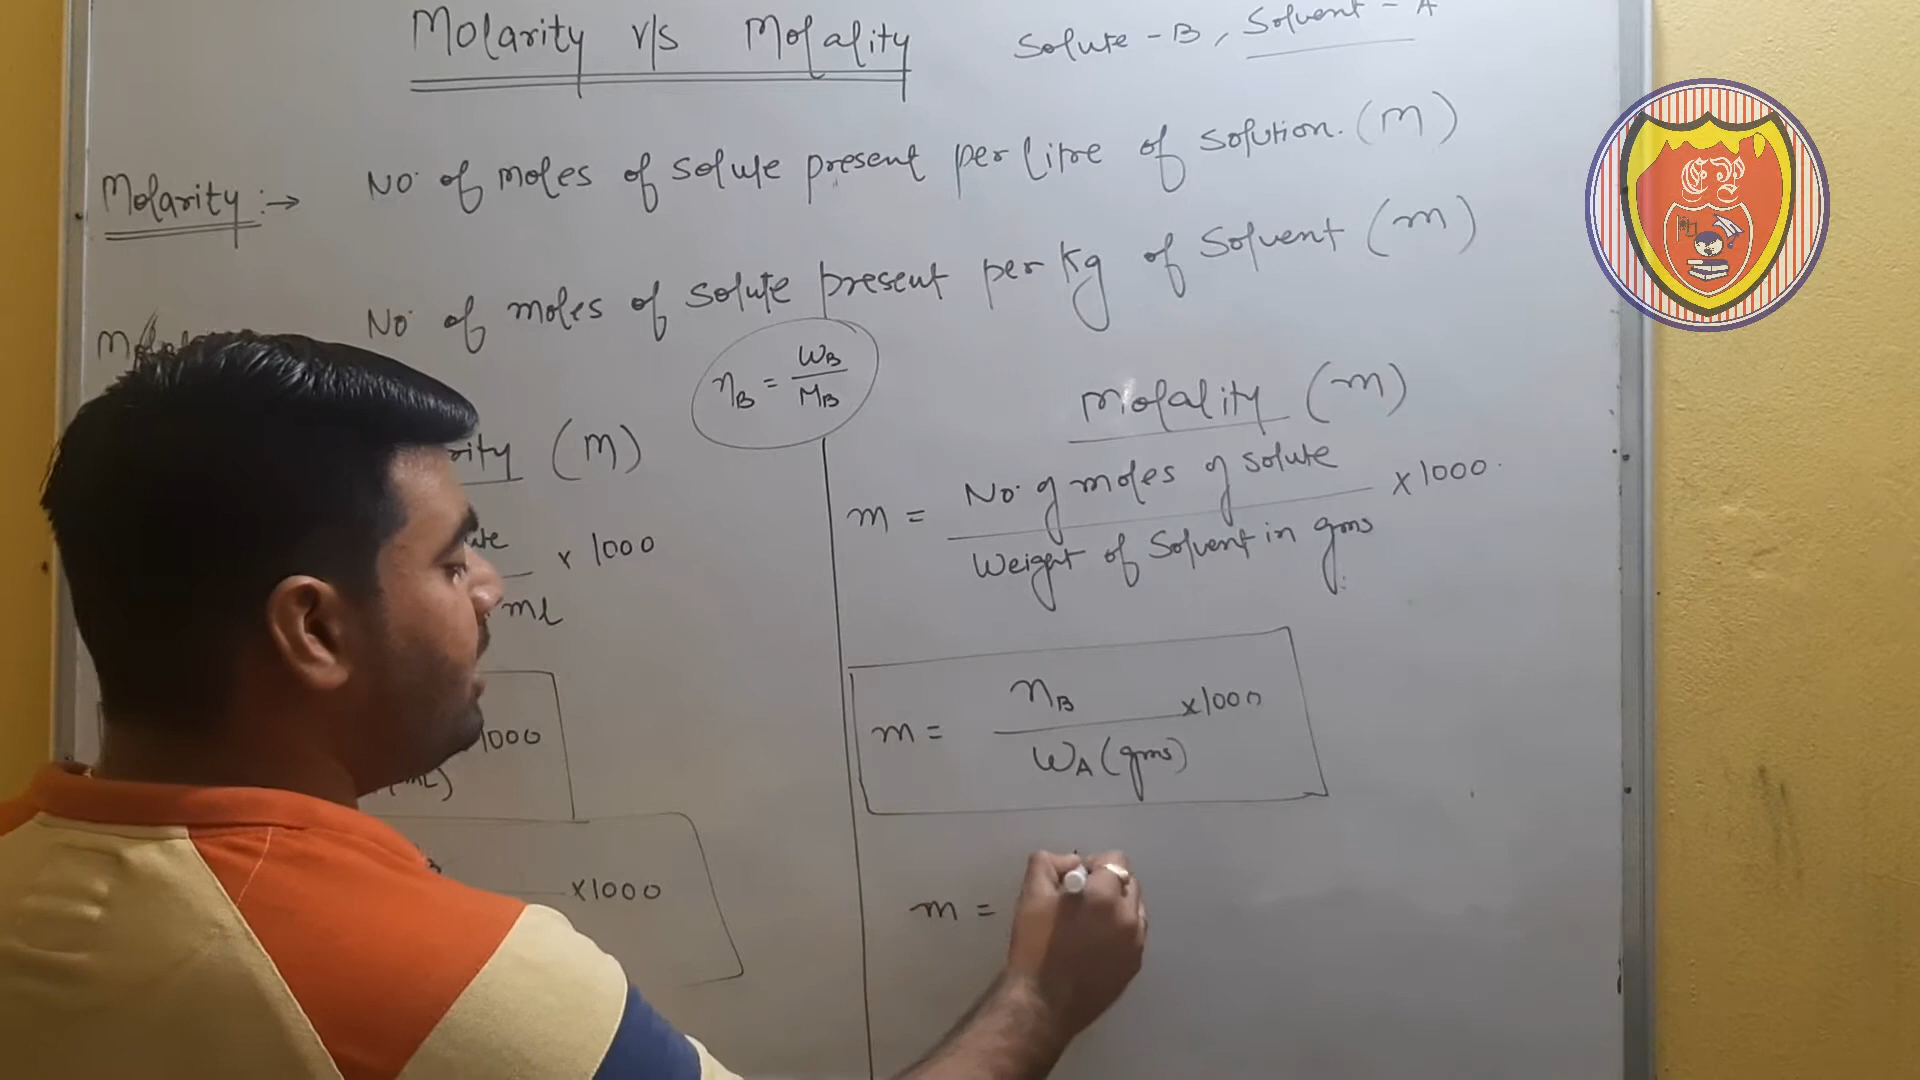 Molarity v/s Molality
Solute - B, Solvent - A
Molarity :→ No. of moles of solute present per litre of solution. (M)
No. of moles of solute present per kg of solvent (m)
nB = WB / MB
(M)
x 1000
ml
1000
x1000
Molality (m)
m = No. of moles of solute / Weight of solvent in gms x 1000.
m = nB / WA (gms) x1000
m =